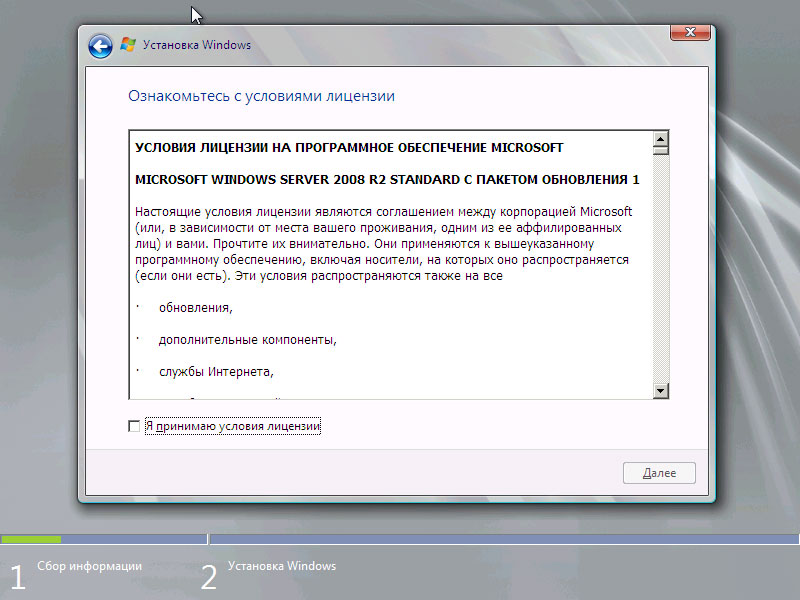 Установка Windows
Ознакомьтесь с условиями лицензии
УСЛОВИЯ ЛИЦЕНЗИИ НА ПРОГРАММНОЕ ОБЕСПЕЧЕНИЕ MICROSOFT
MICROSOFT WINDOWS SERVER 2008 R2 STANDARD С ПАКЕТОМ ОБНОВЛЕНИЯ 1
Настоящие условия лицензии являются соглашением между корпорацией Microsoft
(или, в зависимости от места вашего проживания, одним из ее аффилированных
лиц) и вами. Прочтите их внимательно. Они применяются к вышеуказанному
программному обеспечению, включая носители, на которых оно распространяется
(если они есть). Эти условия распространяются также на все
· обновления,
· дополнительные компоненты,
· службы Интернета,
Я принимаю условия лицензии
Далее
1 Сбор информации
2 Установка Windows